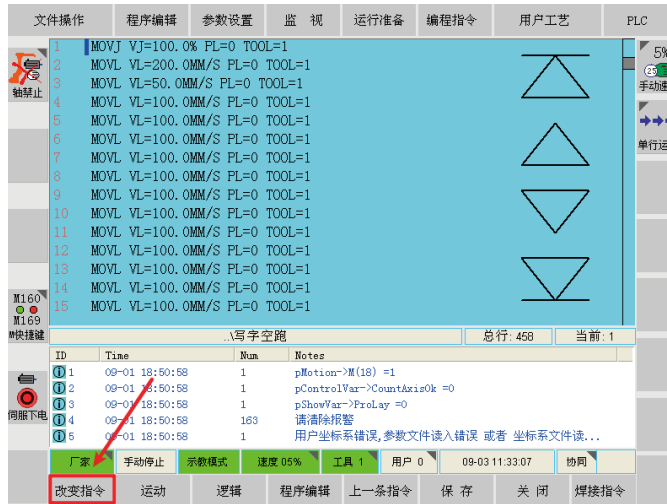 文件操作 程序编辑 参数设置 监 视 运行准备 编程指令 用户工艺 PLC
1 MOVJ VJ=100.0% PL=0 TOOL=1
2 MOVL VL=200.0MM/S PL=0 TOOL=1
3 MOVL VL=50.0MM/S PL=0 TOOL=1
4 MOVL VL=100.0MM/S PL=0 TOOL=1
5 MOVL VL=100.0MM/S PL=0 TOOL=1
6 MOVL VL=100.0MM/S PL=0 TOOL=1
7 MOVL VL=100.0MM/S PL=0 TOOL=1
8 MOVL VL=100.0MM/S PL=0 TOOL=1
9 MOVL VL=100.0MM/S PL=0 TOOL=1
10 MOVL VL=100.0MM/S PL=0 TOOL=1
11 MOVL VL=100.0MM/S PL=0 TOOL=1
12 MOVL VL=100.0MM/S PL=0 TOOL=1
13 MOVL VL=100.0MM/S PL=0 TOOL=1
14 MOVL VL=100.0MM/S PL=0 TOOL=1
15 MOVL VL=100.0MM/S PL=0 TOOL=1
轴禁止
M160
M169
M快捷键
伺服下电
5%
25
手动速
单行运
..\写字空跑 总行: 458 当前: 1
ID Time Num Notes
1 09-01 18:50:58 1 pMotion->M(18) =1
2 09-01 18:50:58 1 pControlVar->CountAxisOk =0
3 09-01 18:50:58 1 pShowVar->ProLay =0
4 09-01 18:50:58 163 请清除报警
5 09-01 18:50:58 1 用户坐标系错误,参数文件读入错误 或者 坐标系文件读...
厂家 手动停止 示教模式 速度 05% 工具 1 用户 0 09-03 11:33:07 协同
改变指令 运动 逻辑 程序编辑 上一条指令 保 存 关 闭 焊接指令